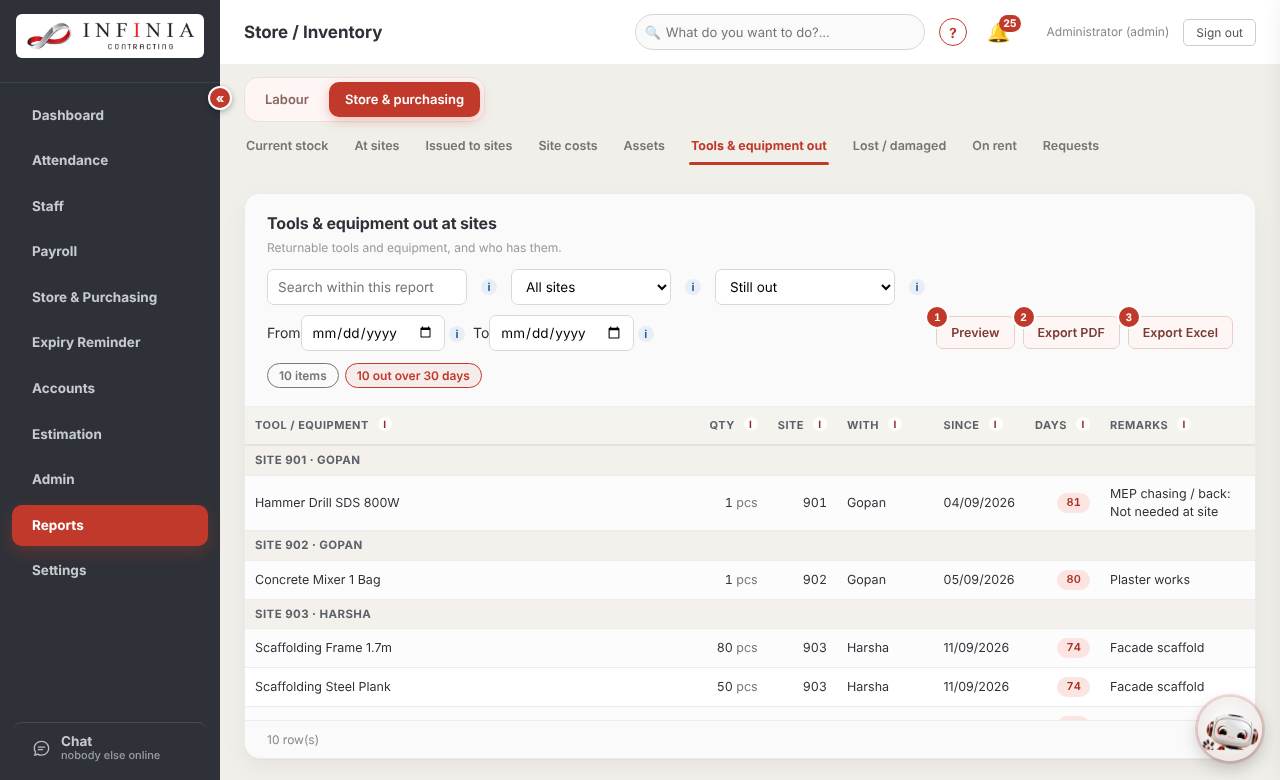 INFINIA
CONTRACTING
Store / Inventory
What do you want to do?...
?
25
Administrator (admin)
Sign out
«
Dashboard
Attendance
Staff
Payroll
Store & Purchasing
Expiry Reminder
Accounts
Estimation
Admin
Reports
Settings
Chat
nobody else online
Labour
Store & purchasing
Current stock
At sites
Issued to sites
Site costs
Assets
Tools & equipment out
Lost / damaged
On rent
Requests
Tools & equipment out at sites
Returnable tools and equipment, and who has them.
Search within this report i All sites i Still out i
From mm/dd/yyyy i To mm/dd/yyyy i
1 Preview 2 Export PDF 3 Export Excel
10 items 10 out over 30 days
TOOL / EQUIPMENT I QTY I SITE I WITH I SINCE I DAYS I REMARKS I
SITE 901 · GOPAN
Hammer Drill SDS 800W 1 pcs 901 Gopan 04/09/2026 81 MEP chasing / back:
Not needed at site
SITE 902 · GOPAN
Concrete Mixer 1 Bag 1 pcs 902 Gopan 05/09/2026 80 Plaster works
SITE 903 · HARSHA
Scaffolding Frame 1.7m 80 pcs 903 Harsha 11/09/2026 74 Facade scaffold
Scaffolding Steel Plank 50 pcs 903 Harsha 11/09/2026 74 Facade scaffold
10 row(s)